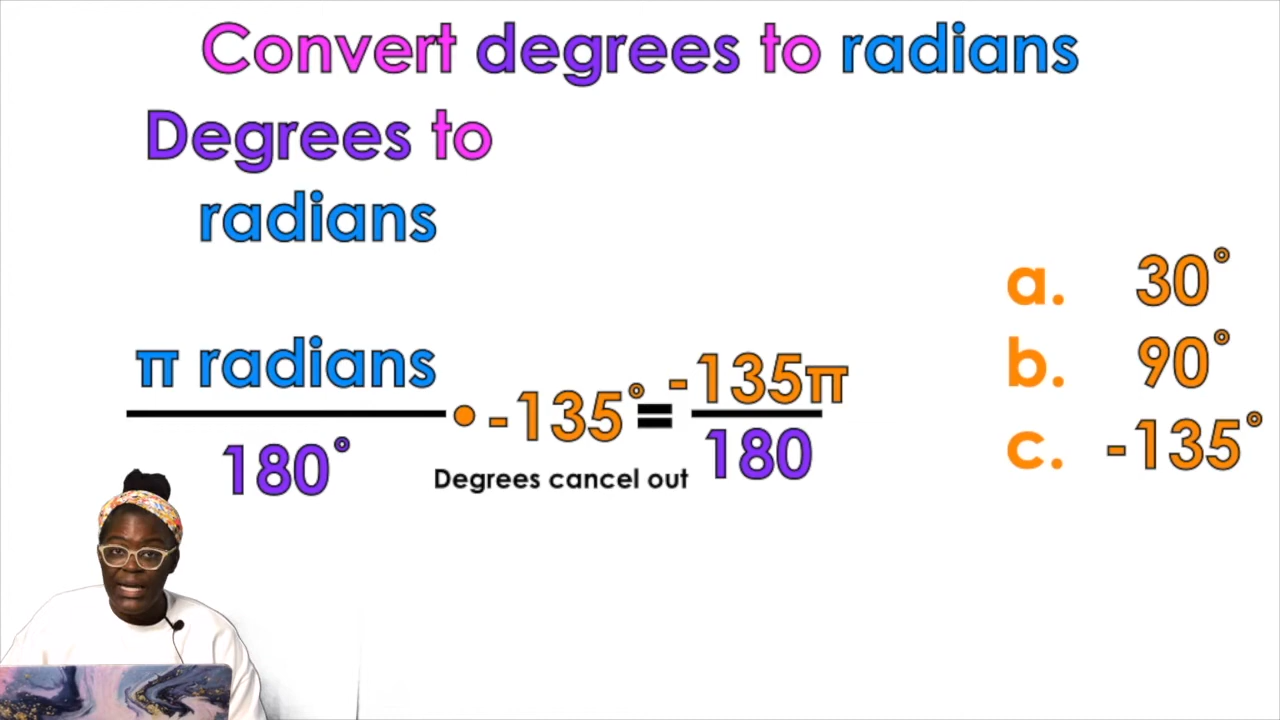 Convert degrees to radians
Degrees to
radians
π radians
180°
• -135° =
-135π
180
Degrees cancel out
a. 30°
b. 90°
c. -135°